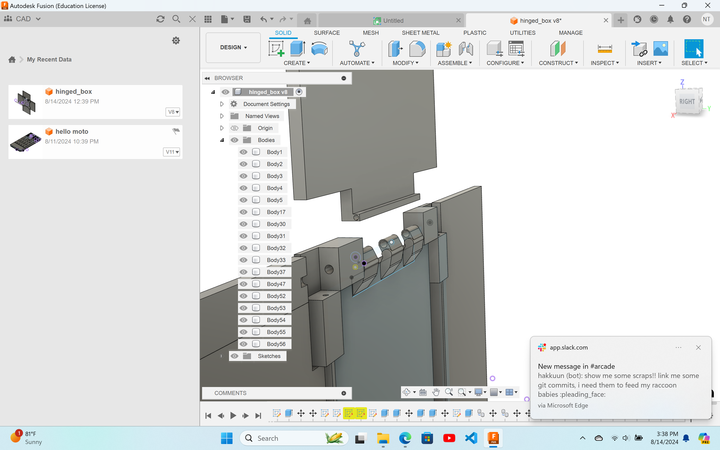 Autodesk Fusion (Education License)
CAD
Untitled
hinged_box v8*
NT
SOLID
SURFACE
MESH
SHEET METAL
PLASTIC
UTILITIES
MANAGE
DESIGN
CREATE
AUTOMATE
MODIFY
ASSEMBLE
CONFIGURE
CONSTRUCT
INSPECT
INSERT
SELECT
My Recent Data
hinged_box
8/14/2024 12:39 PM
V8
hello moto
8/11/2024 10:39 PM
V11
BROWSER
hinged_box v8
Document Settings
Named Views
Origin
Bodies
Body1
Body2
Body3
Body4
Body5
Body17
Body30
Body31
Body32
Body33
Body37
Body47
Body52
Body53
Body54
Body55
Body56
Sketches
COMMENTS
Z
RIGHT
X
Y
app.slack.com
New message in #arcade
hakkuun (bot): show me some scraps!! link me some
git commits, i need them to feed my raccoon
babies :pleading_face:
via Microsoft Edge
1
81°F
Sunny
Search
3:38 PM
8/14/2024